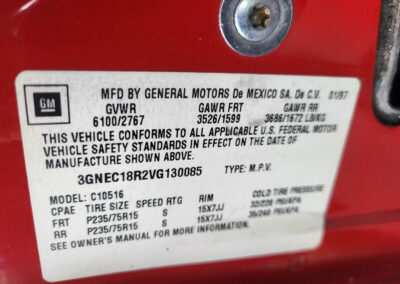 GM
MFD BY GENERAL MOTORS De MEXICO SA. De C.V. 01/97
GVWR GAWR FRT GAWR RR
6100/2767 3526/1599 3686/1672 LB/KG
THIS VEHICLE CONFORMS TO ALL APPLICABLE U.S. FEDERAL MOTOR
VEHICLE SAFETY STANDARDS IN EFFECT ON THE DATE OF
MANUFACTURE SHOWN ABOVE.
3GNEC18R2VG130085 TYPE: M.P.V.
MODEL: C10516
CPAE TIRE SIZE SPEED RTG RIM COLD TIRE PRESSURE
FRT P235/75R15 S 15X7JJ 32/220 PSI/KPA
RR P235/75R15 S 15X7JJ 35/240 PSI/KPA
SEE OWNER'S MANUAL FOR MORE INFORMATION.